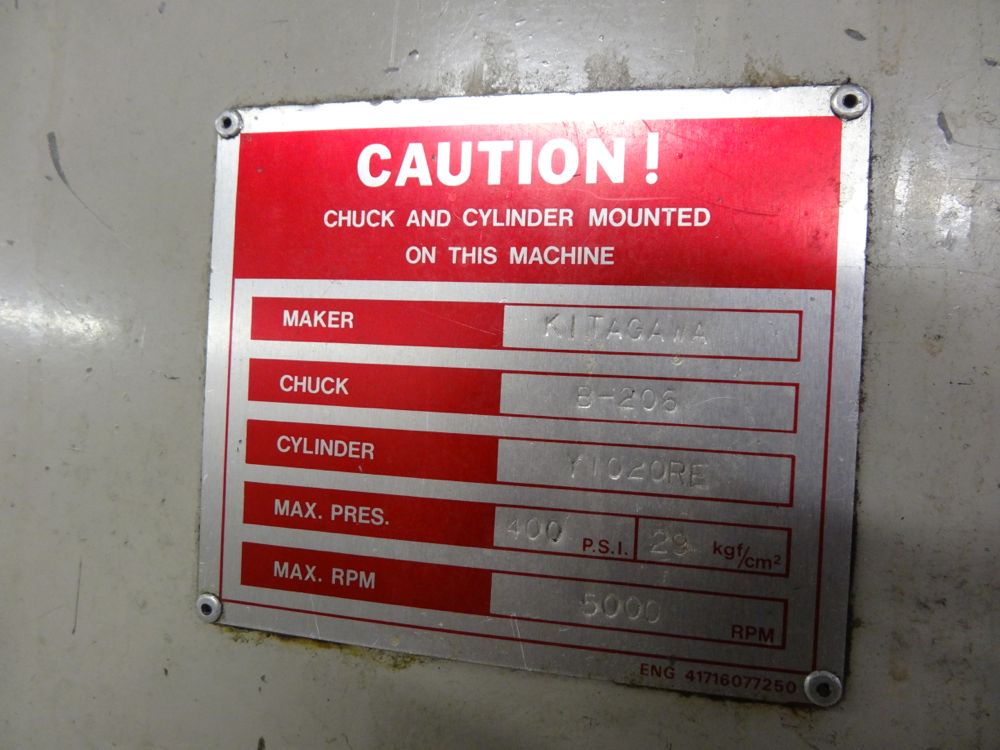 CAUTION!
CHUCK AND CYLINDER MOUNTED
ON THIS MACHINE
MAKER KITAGAWA
CHUCK B-206
CYLINDER Y1020RE
MAX. PRES. 400 P.S.I. 29 kgf/cm²
MAX. RPM 5000 RPM
ENG 41716077250